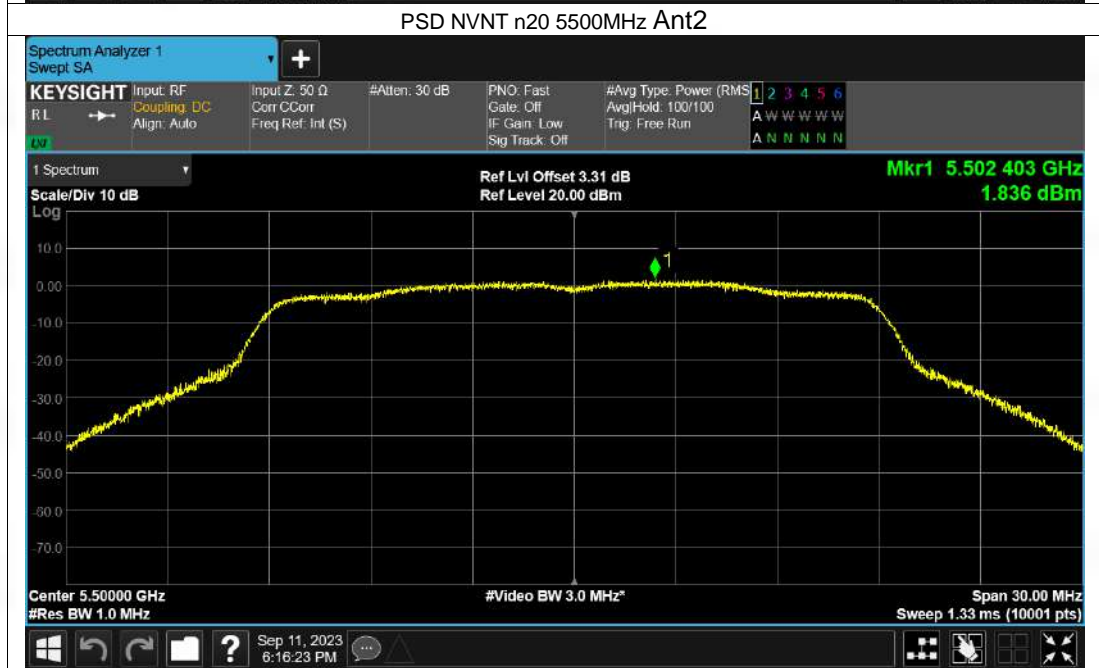 PSD NVNT n20 5500MHz Ant2
Spectrum Analyzer 1
Swept SA
+
KEYSIGHT Input: RF Input Z: 50 Ω #Atten: 30 dB PNO: Fast #Avg Type: Power (RMS 1 2 3 4 5 6
RL Coupling: DC Corr CCorr Gate: Off Avg|Hold: 100/100 A W W W W W
Align: Auto Freq Ref: Int (S) IF Gain: Low Trig: Free Run
Sig Track: Off A N N N N N
LXI
1 Spectrum Ref Lvl Offset 3.31 dB Mkr1 5.502 403 GHz
Scale/Div 10 dB Ref Level 20.00 dBm 1.836 dBm
Log
1
10.0
0.00
-10.0
-20.0
-30.0
-40.0
-50.0
-60.0
-70.0
Center 5.50000 GHz #Video BW 3.0 MHz* Span 30.00 MHz
#Res BW 1.0 MHz Sweep 1.33 ms (10001 pts)
? Sep 11, 2023
6:16:23 PM